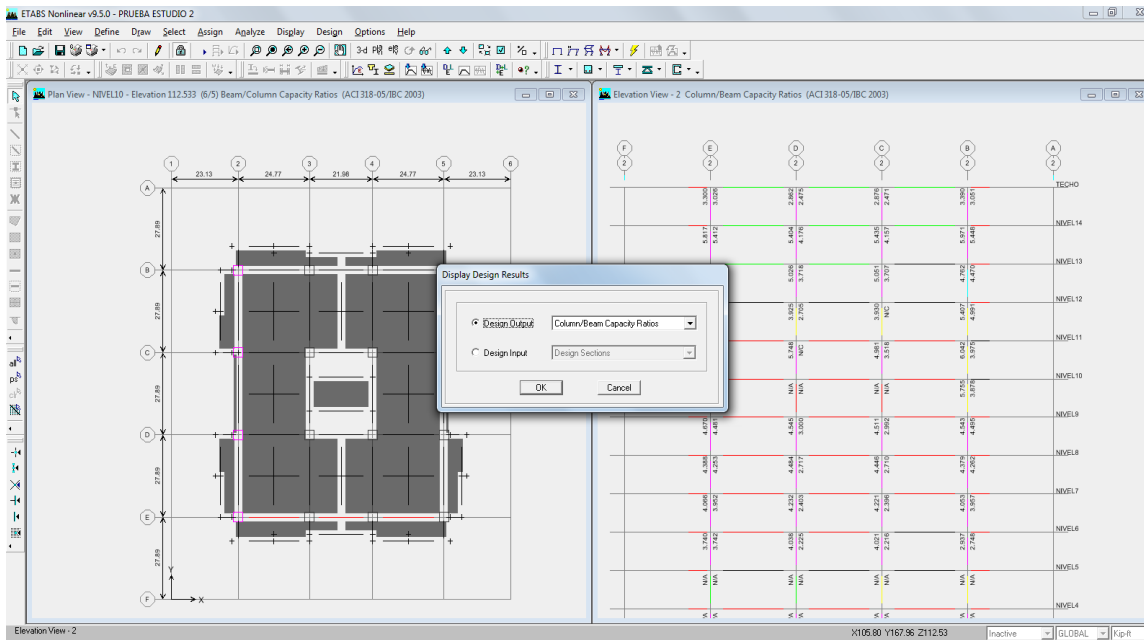 ETABS Nonlinear v9.5.0 - PRUEBA ESTUDIO 2
File Edit View Define Draw Select Assign Analyze Display Design Options Help
3-d
Plan View - NIVEL10 - Elevation 112.533 (6/5) Beam/Column Capacity Ratios (ACI 318-05/IBC 2003)
1 2 3 4 5 6
23.13 24.77 21.98 24.77 23.13
A
27.89
B
27.89
C
27.89
D
27.89
E
27.89
F
Y
X
Display Design Results
Design Output Column/Beam Capacity Ratios
Design Input Design Sections
OK Cancel
Elevation View - 2 Column/Beam Capacity Ratios (ACI 318-05/IBC 2003)
F E D C B A
2 2 2 2 2 2
TECHO
3.300 3.026 2.862 2.475 2.876 2.471 3.390 3.051
NIVEL14
5.817 5.412 5.404 4.178 5.435 4.157 5.971 5.448
NIVEL13
5.026 3.718 5.051 3.707 4.762 4.470
NIVEL12
3.925 2.705 3.930 N/C 5.407 4.991
NIVEL11
5.748 N/C 4.981 3.518 6.042 3.975
NIVEL10
N/A N/A N/A N/A 5.755 3.878
NIVEL9
4.670 4.481 4.545 3.000 4.511 2.992 4.543 4.495
NIVEL8
4.388 4.253 4.484 2.717 4.446 2.710 4.379 4.262
NIVEL7
4.068 3.952 4.232 2.403 4.221 2.396 4.053 3.957
NIVEL6
3.740 3.742 4.038 2.225 4.021 2.216 2.937 2.748
NIVEL5
N/A N/A N/A N/A N/A N/A N/A N/A
NIVEL4
Elevation View - 2
X105.80 Y167.96 Z112.53
Inactive
GLOBAL
Kip-ft